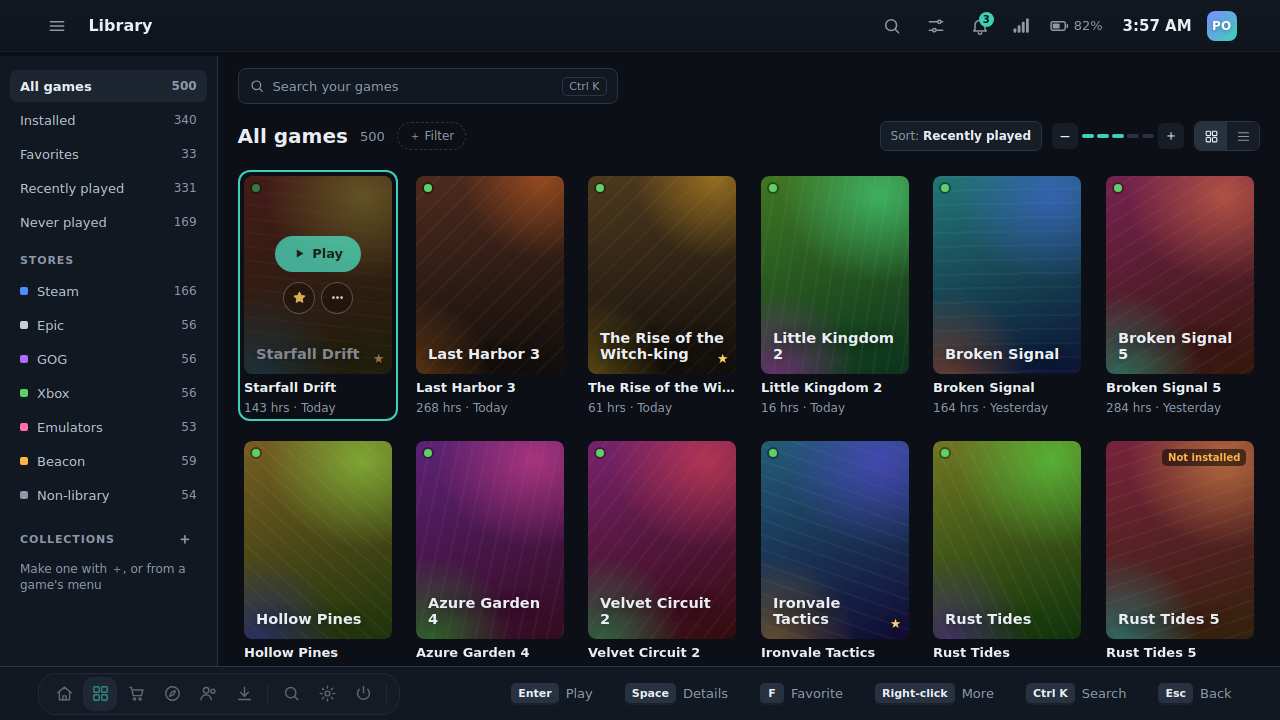 Library
3
82%
3:57 AM
PO
All games 500
Installed 340
Favorites 33
Recently played 331
Never played 169
STORES
Steam 166
Epic 56
GOG 56
Xbox 56
Emulators 53
Beacon 59
Non-library 54
COLLECTIONS +
Make one with +, or from a
game's menu
Search your games Ctrl K
All games 500 + Filter
Sort: Recently played
Play
Starfall Drift
Starfall Drift
143 hrs · Today
Last Harbor 3
Last Harbor 3
268 hrs · Today
The Rise of the
Witch-king
The Rise of the Wi...
61 hrs · Today
Little Kingdom
2
Little Kingdom 2
16 hrs · Today
Broken Signal
Broken Signal
164 hrs · Yesterday
Broken Signal
5
Broken Signal 5
284 hrs · Yesterday
Hollow Pines
Hollow Pines
Azure Garden
4
Azure Garden 4
Velvet Circuit
2
Velvet Circuit 2
Ironvale
Tactics
Ironvale Tactics
Rust Tides
Rust Tides
Not installed
Rust Tides 5
Rust Tides 5
Enter Play
Space Details
F Favorite
Right-click More
Ctrl K Search
Esc Back